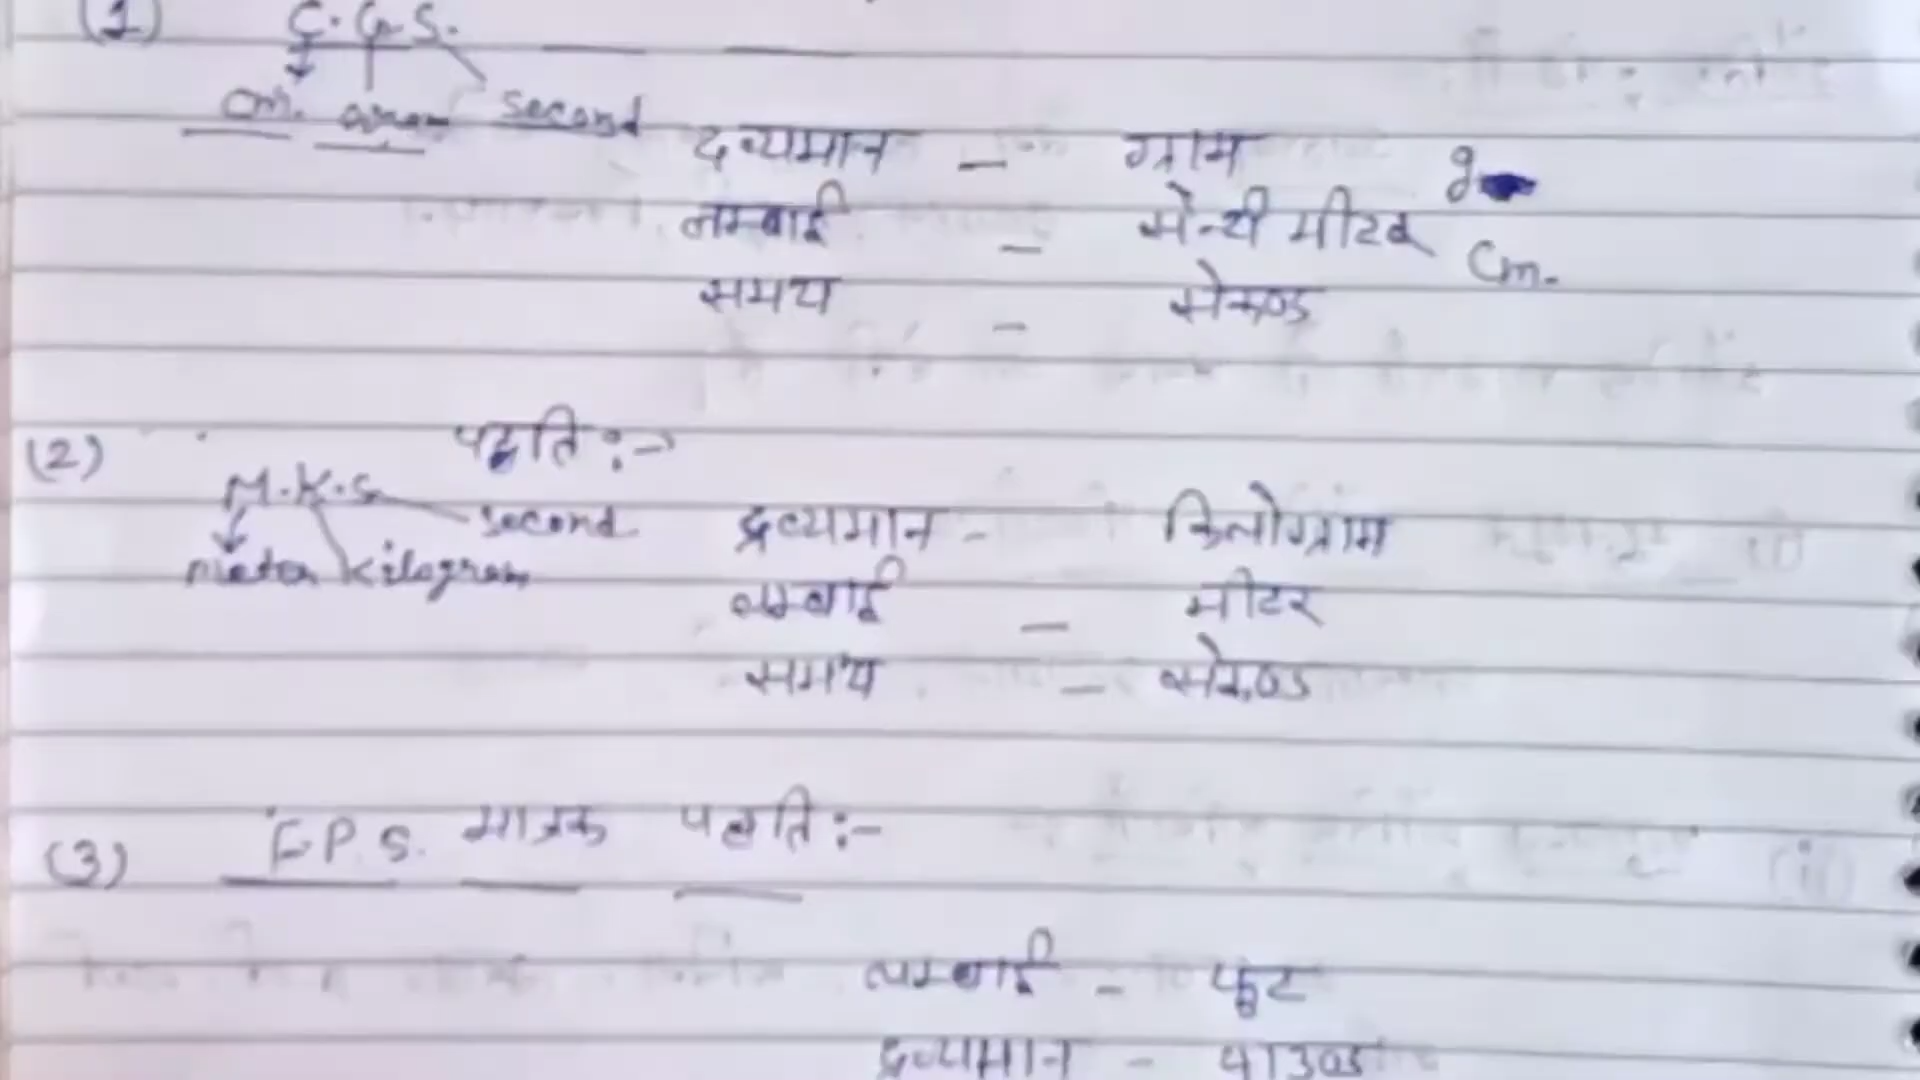 (1) C.G.S.
cm. gram second
द्रव्यमान - ग्राम g
लम्बाई - सेन्टी मीटर cm.
समय - सेकण्ड
(2) M.K.S. पद्धति :-
meter kilogram second
द्रव्यमान - किलोग्राम
लम्बाई - मीटर
समय - सेकण्ड
(3) F.P.S. मात्रक पद्धति :-
लम्बाई - फूट
द्रव्यमान - पाउण्ड